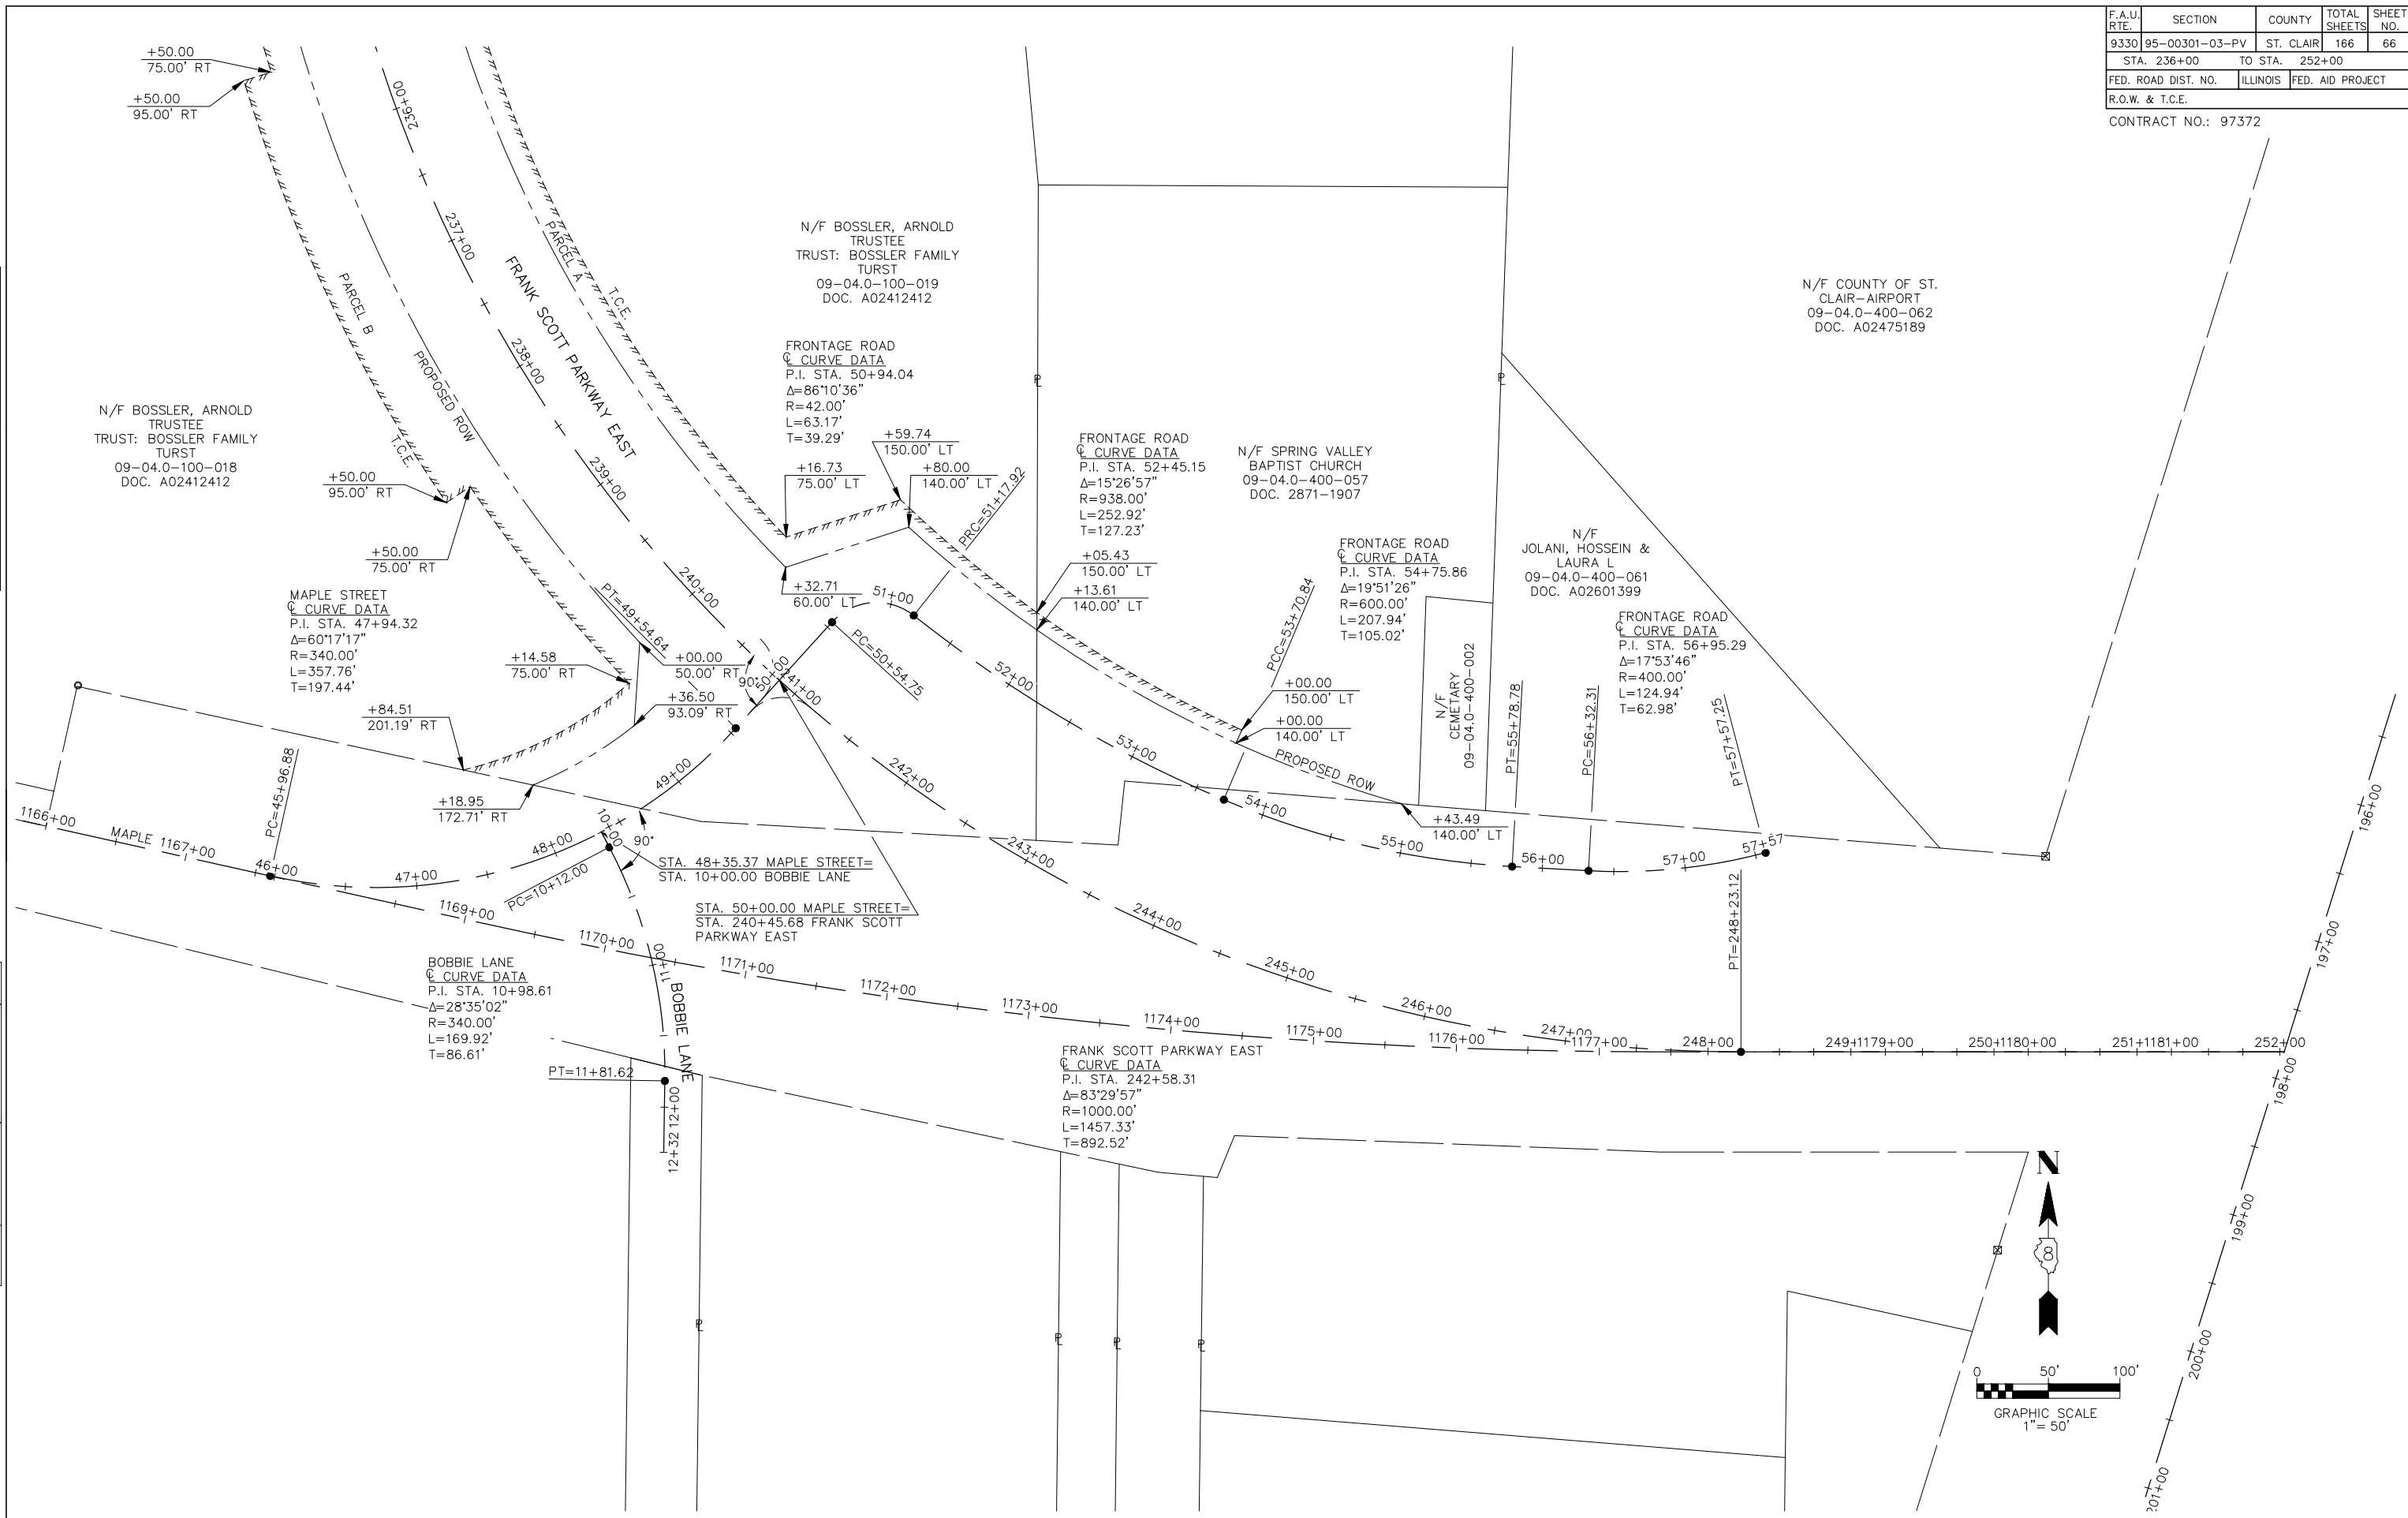 F.A.U. RTE. SECTION COUNTY TOTAL SHEETS SHEET NO.
9330 95-00301-03-PV ST. CLAIR 166 66
STA. 236+00 TO STA. 252+00
FED. ROAD DIST. NO. ILLINOIS FED. AID PROJECT
R.O.W. & T.C.E.
CONTRACT NO.: 97372
+50.00
75.00' RT
+50.00
95.00' RT
236+00
237+00
238+00
239+00
240+00
241+00
242+00
243+00
244+00
245+00
246+00
247+00
248+00
249+00
250+00
251+00
252+00
FRANK SCOTT PARKWAY EAST
PARCEL A
T.C.E.
PARCEL B
PROPOSED ROW
T.C.E.
N/F BOSSLER, ARNOLD
TRUSTEE
TRUST: BOSSLER FAMILY
TURST
09-04.0-100-019
DOC. A02412412
N/F COUNTY OF ST.
CLAIR-AIRPORT
09-04.0-400-062
DOC. A02475189
FRONTAGE ROAD
℄ CURVE DATA
P.I. STA. 50+94.04
Δ=86°10'36"
R=42.00'
L=63.17'
T=39.29'
N/F BOSSLER, ARNOLD
TRUSTEE
TRUST: BOSSLER FAMILY
TURST
09-04.0-100-018
DOC. A02412412
+59.74
150.00' LT
+16.73
75.00' LT
+80.00
140.00' LT
PRC=51+17.92
FRONTAGE ROAD
℄ CURVE DATA
P.I. STA. 52+45.15
Δ=15°26'57"
R=938.00'
L=252.92'
T=127.23'
N/F SPRING VALLEY
BAPTIST CHURCH
09-04.0-400-057
DOC. 2871-1907
+50.00
95.00' RT
+50.00
75.00' RT
+05.43
150.00' LT
+13.61
140.00' LT
FRONTAGE ROAD
℄ CURVE DATA
P.I. STA. 54+75.86
Δ=19°51'26"
R=600.00'
L=207.94'
T=105.02'
N/F
JOLANI, HOSSEIN &
LAURA L
09-04.0-400-061
DOC. A02601399
FRONTAGE ROAD
℄ CURVE DATA
P.I. STA. 56+95.29
Δ=17°53'46"
R=400.00'
L=124.94'
T=62.98'
MAPLE STREET
℄ CURVE DATA
P.I. STA. 47+94.32
Δ=60°17'17"
R=340.00'
L=357.76'
T=197.44'
+32.71
60.00' LT
PT=49+54.64
+00.00
50.00' RT
90°
+14.58
75.00' RT
+36.50
93.09' RT
+84.51
201.19' RT
+18.95
172.71' RT
PC=50+54.75
PCC=53+70.84
+00.00
150.00' LT
+00.00
140.00' LT
PROPOSED ROW
N/F
CEMETARY
09-04.0-400-002
+43.49
140.00' LT
PT=55+78.78
PC=56+32.31
PT=57+57.25
PT=248+23.12
PC=45+96.88
46+00
47+00
48+00
49+00
50+00
51+00
52+00
53+00
54+00
55+00
56+00
57+00
57+57
10+00
90°
PC=10+12.00
STA. 48+35.37 MAPLE STREET=
STA. 10+00.00 BOBBIE LANE
STA. 50+00.00 MAPLE STREET=
STA. 240+45.68 FRANK SCOTT
PARKWAY EAST
1166+00
MAPLE
1167+00
1169+00
1170+00
1171+00
1172+00
1173+00
1174+00
1175+00
1176+00
1177+00
1179+00
1180+00
1181+00
BOBBIE LANE
℄ CURVE DATA
P.I. STA. 10+98.61
Δ=28°35'02"
R=340.00'
L=169.92'
T=86.61'
11+00
BOBBIE LANE
PT=11+81.62
12+00
12+32
FRANK SCOTT PARKWAY EAST
℄ CURVE DATA
P.I. STA. 242+58.31
Δ=83°29'57"
R=1000.00'
L=1457.33'
T=892.52'
196+00
197+00
198+00
199+00
200+00
201+00
℄
℄
℄
℄
℄
℄
N
8
0 50' 100'
GRAPHIC SCALE
1"= 50'